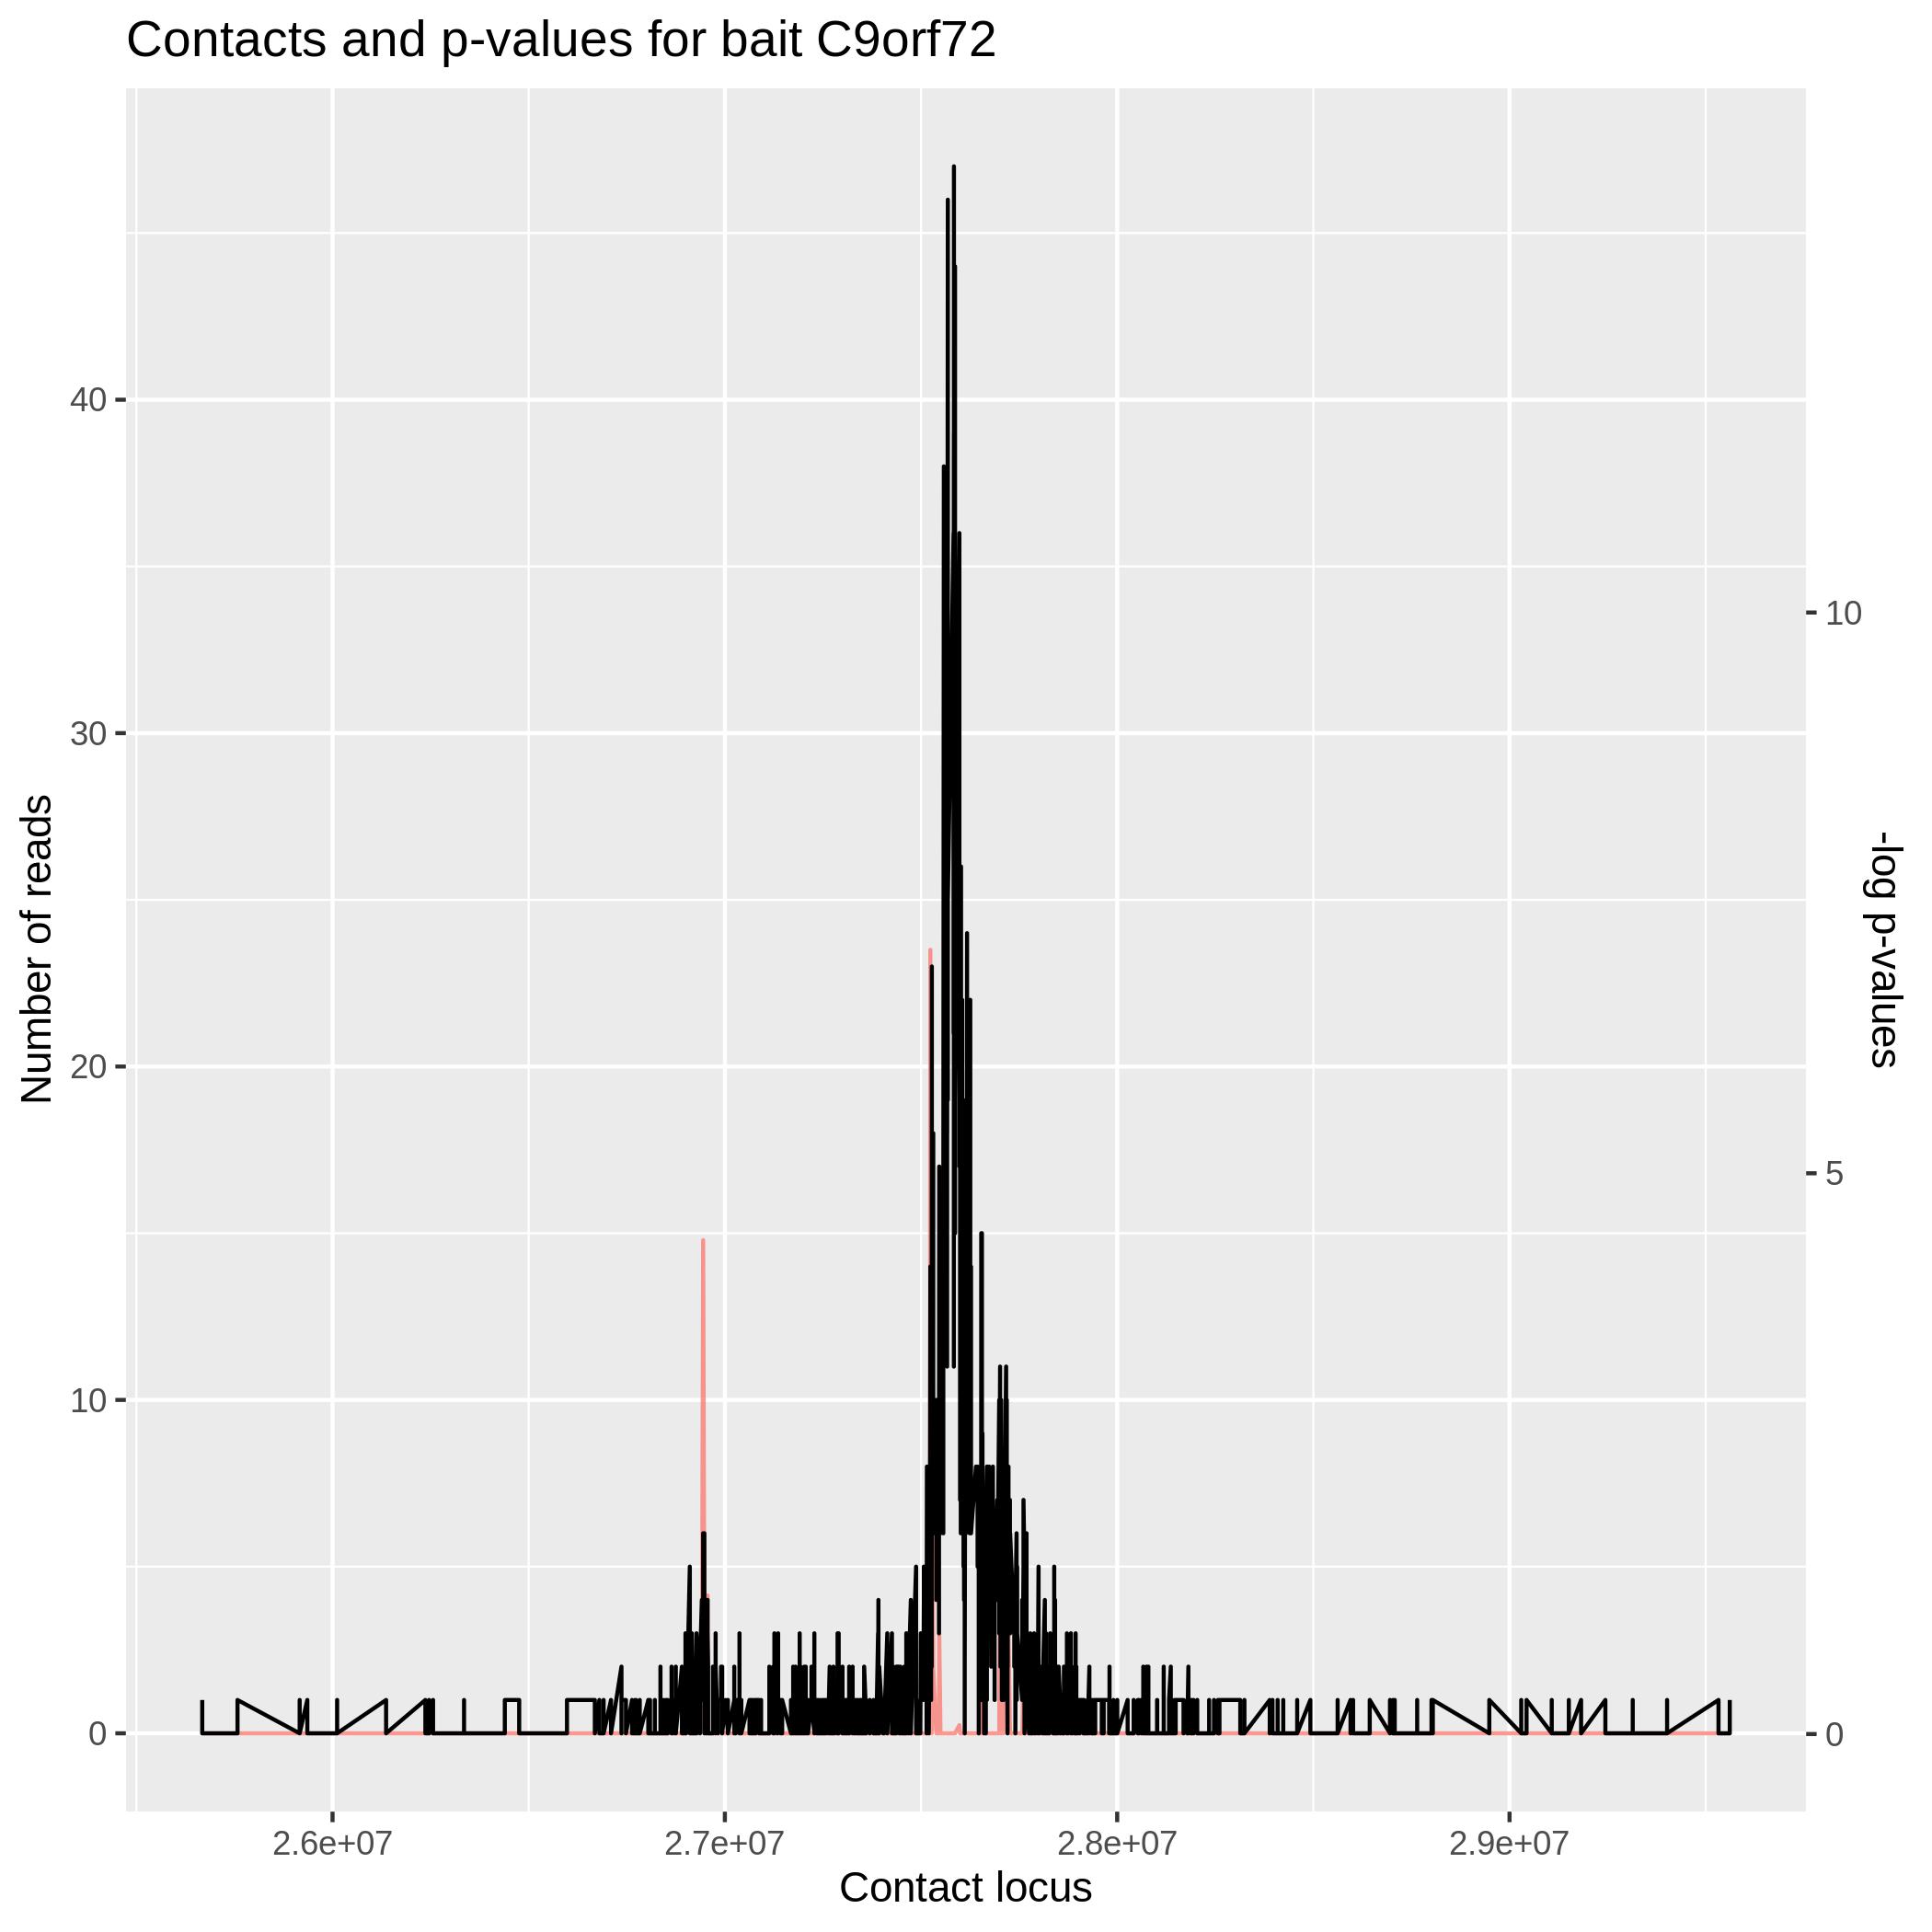 Contacts and p-values for bait C9orf72
Number of reads
40
30
20
10
0
10
5
0
-log p-values
2.6e+07
2.7e+07
2.8e+07
2.9e+07
Contact locus